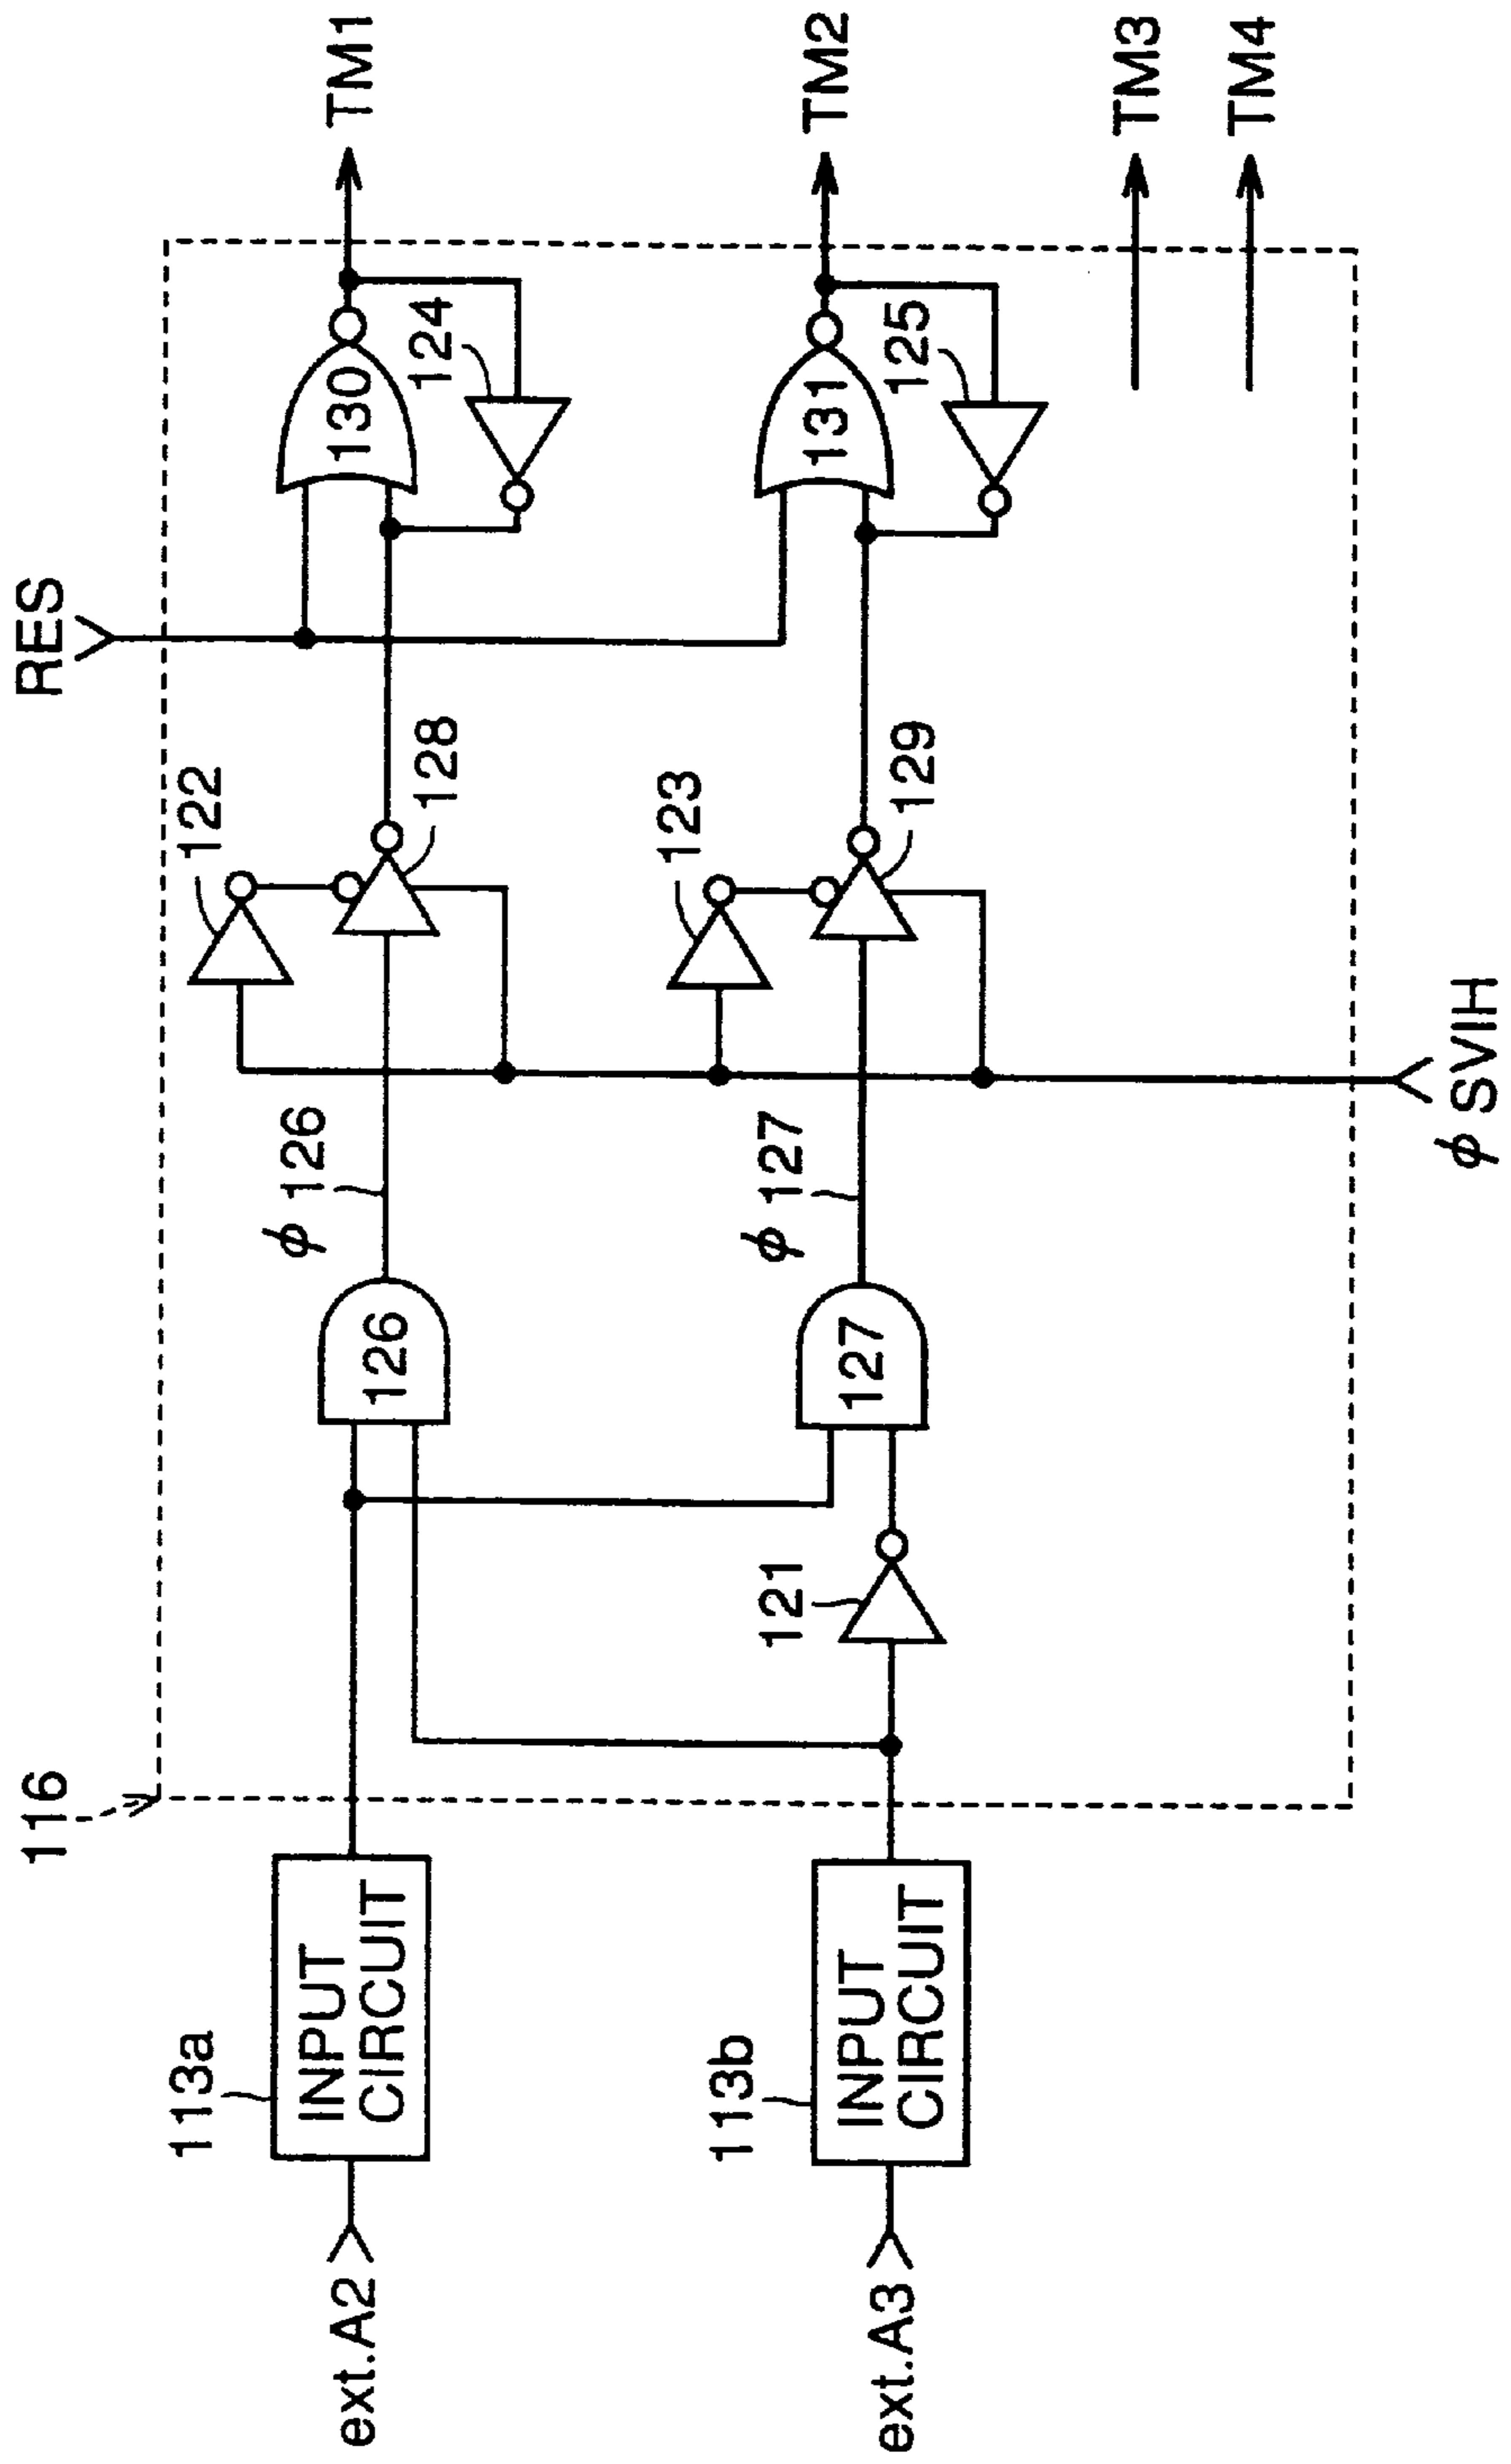 116
RES
113a
INPUT
CIRCUIT
ext.A2
126
ϕ 126
122
128
130
124
TM1
113b
INPUT
CIRCUIT
ext.A3
121
127
ϕ 127
123
129
131
125
TM2
TM3
TM4
ϕ SVIH